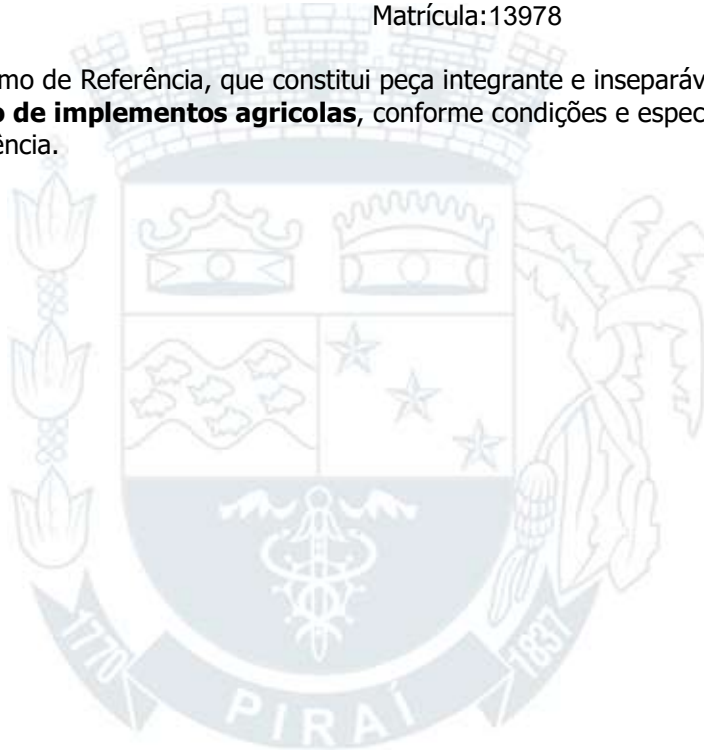 Matrícula:13978
mo de Referência, que constitui peça integrante e inseparáv
o de implementos agricolas, conforme condições e espec
ência.
1770 PIRAÍ 1837